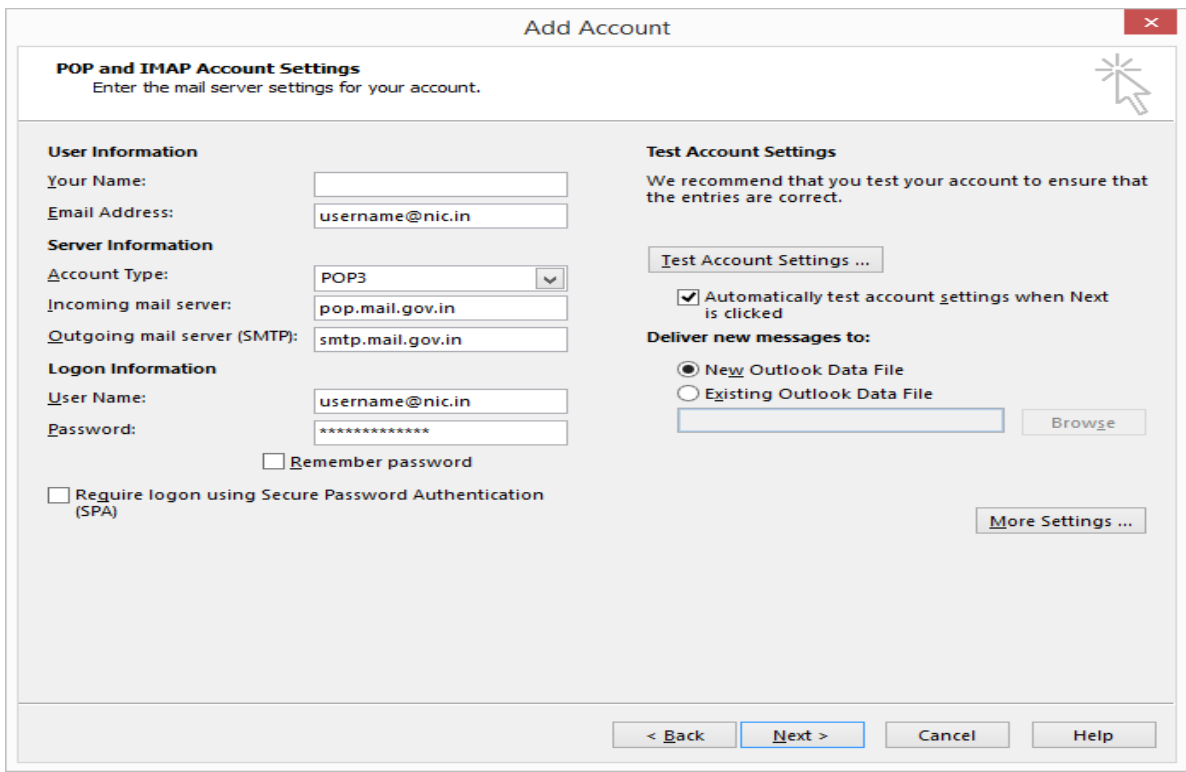 Add Account
POP and IMAP Account Settings
Enter the mail server settings for your account.
User Information
Your Name:
Email Address: username@nic.in
Server Information
Account Type: POP3
Incoming mail server: pop.mail.gov.in
Outgoing mail server (SMTP): smtp.mail.gov.in
Logon Information
User Name: username@nic.in
Password: *************
Remember password
Require logon using Secure Password Authentication
(SPA)
Test Account Settings
We recommend that you test your account to ensure that
the entries are correct.
Test Account Settings ...
Automatically test account settings when Next
is clicked
Deliver new messages to:
New Outlook Data File
Existing Outlook Data File
Browse
More Settings ...
< Back Next > Cancel Help